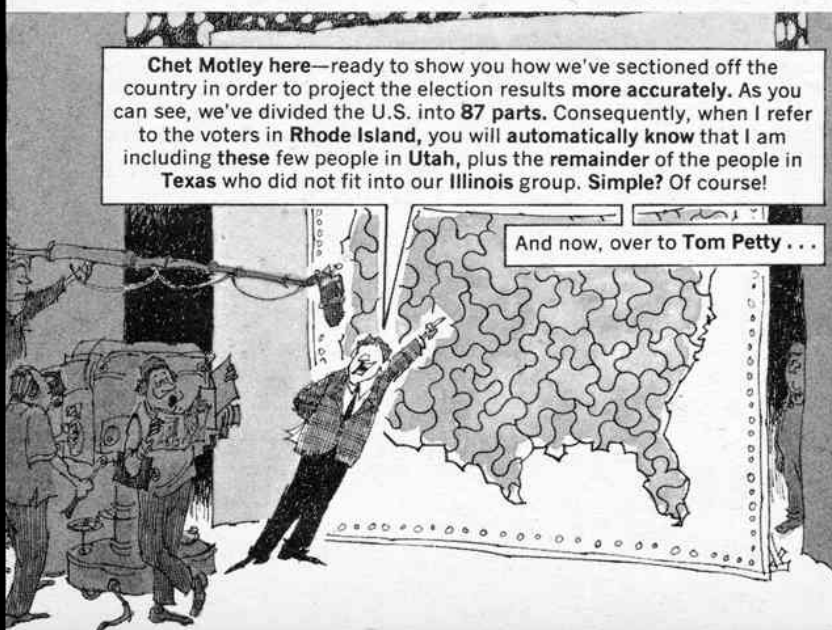 Chet Motley here—ready to show you how we've sectioned off the
country in order to project the election results more accurately. As you
can see, we've divided the U.S. into 87 parts. Consequently, when I refer
to the voters in Rhode Island, you will automatically know that I am
including these few people in Utah, plus the remainder of the people in
Texas who did not fit into our Illinois group. Simple? Of course!
And now, over to Tom Petty . . .